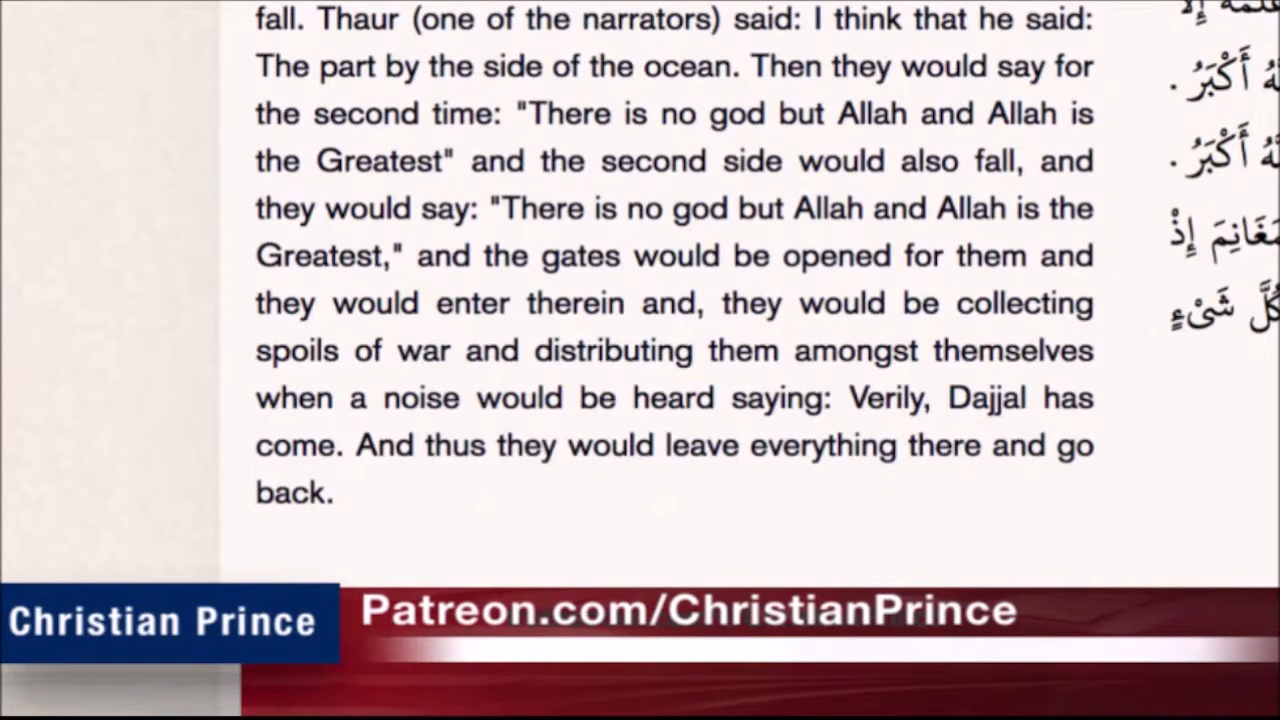 fall. Thaur (one of the narrators) said: I think that he said:
The part by the side of the ocean. Then they would say for
the second time: "There is no god but Allah and Allah is
the Greatest" and the second side would also fall, and
they would say: "There is no god but Allah and Allah is the
Greatest," and the gates would be opened for them and
they would enter therein and, they would be collecting
spoils of war and distributing them amongst themselves
when a noise would be heard saying: Verily, Dajjal has
come. And thus they would leave everything there and go
back.
أَكْبَرُ .
أَكْبَرُ .
إِذْ
شَىْءٍ
Christian Prince
Patreon.com/ChristianPrince